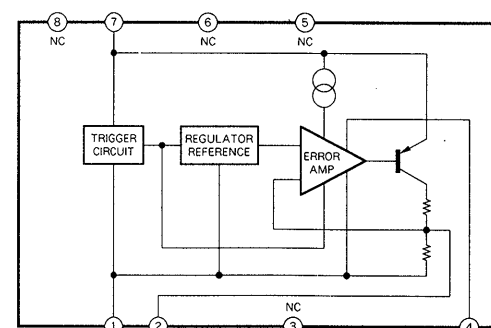 8 7 6 5
NC NC NC
TRIGGER
CIRCUIT
REGULATOR
REFERENCE
ERROR
AMP
NC
1 2 3 4